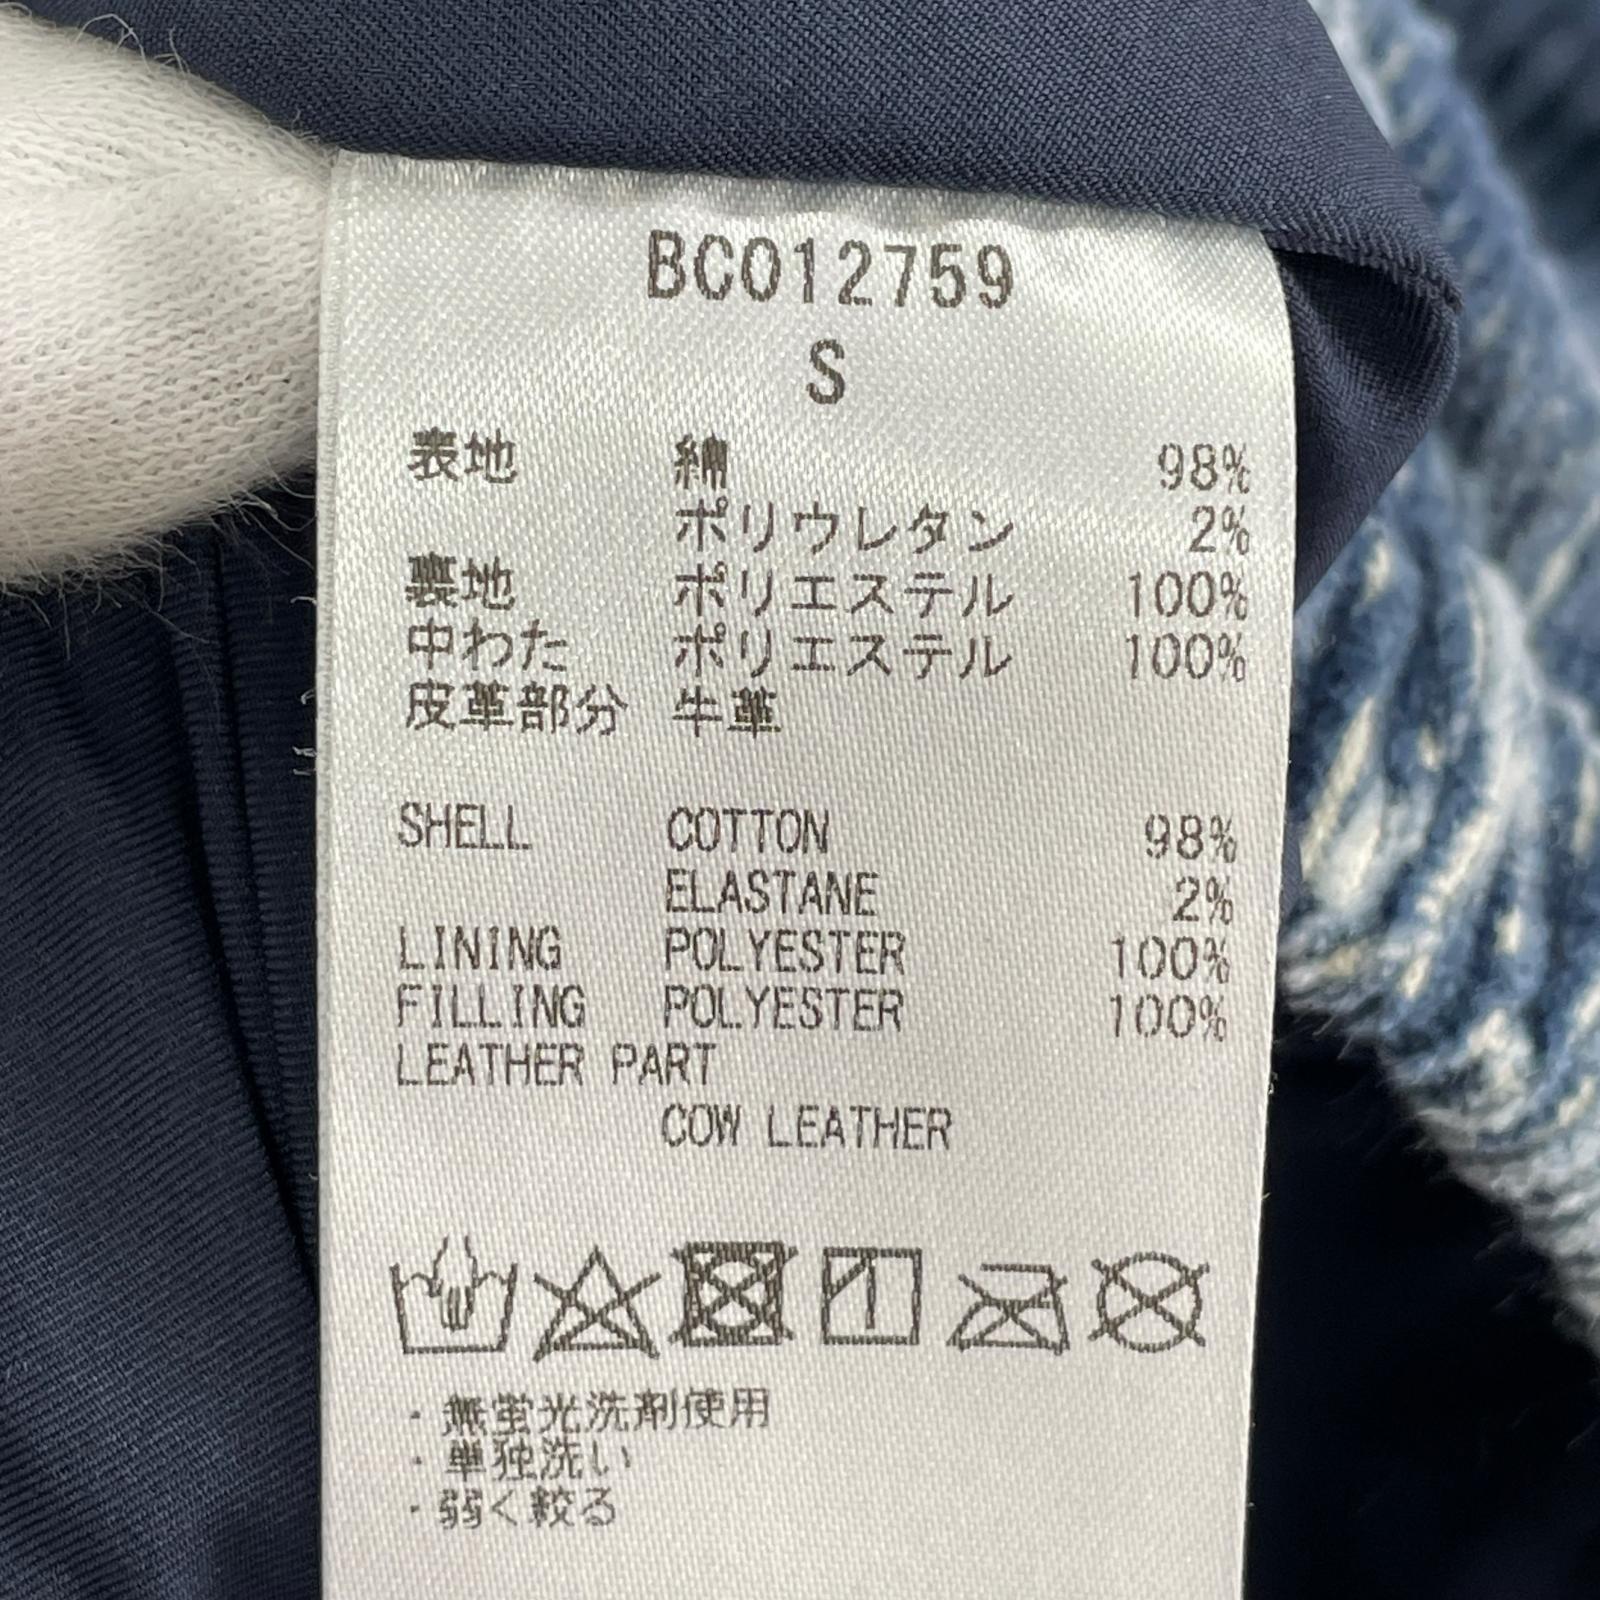 BC012759
S
表地 綿 98%
ポリウレタン 2%
裏地 ポリエステル 100%
中わた ポリエステル 100%
皮革部分 牛革
SHELL COTTON 98%
ELASTANE 2%
LINING POLYESTER 100%
FILLING POLYESTER 100%
LEATHER PART
COW LEATHER
・無蛍光洗剤使用
・単独洗い
・弱く絞る